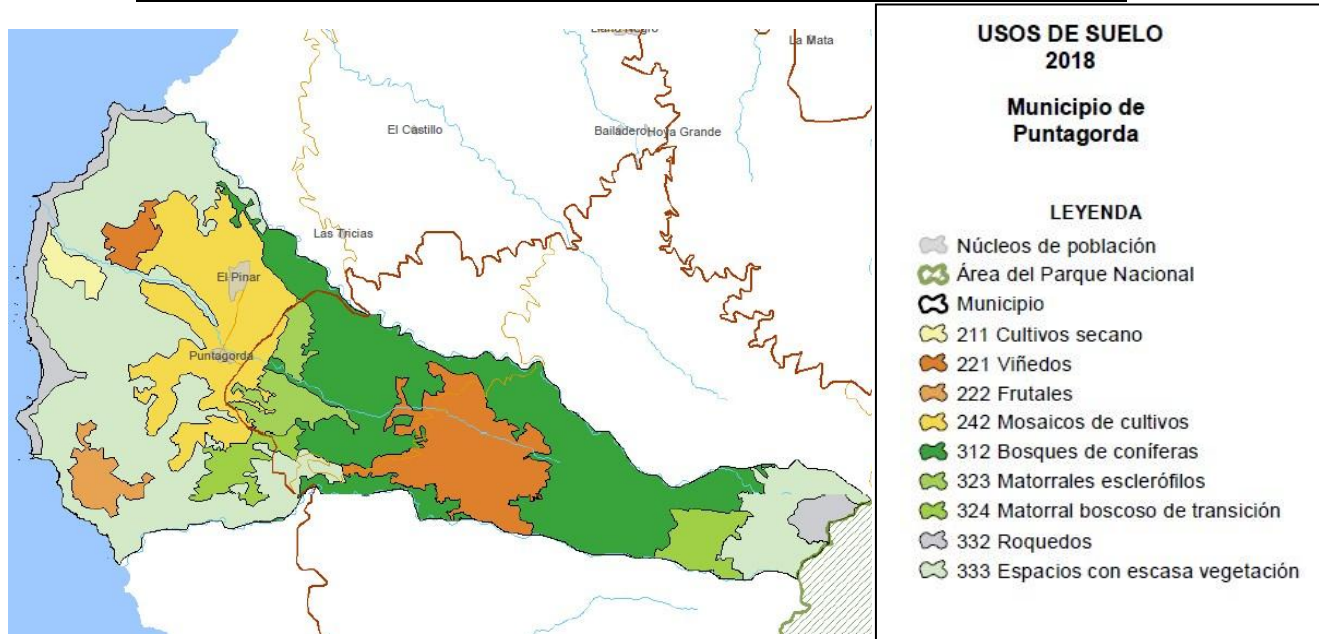 Llano Negro
La Mata
El Castillo
Bailadero
Hoya Grande
Las Tricias
El Pinar
Puntagorda
USOS DE SUELO
2018
Municipio de
Puntagorda
LEYENDA
Núcleos de población
Área del Parque Nacional
Municipio
211 Cultivos secano
221 Viñedos
222 Frutales
242 Mosaicos de cultivos
312 Bosques de coníferas
323 Matorrales esclerófilos
324 Matorral boscoso de transición
332 Roquedos
333 Espacios con escasa vegetación